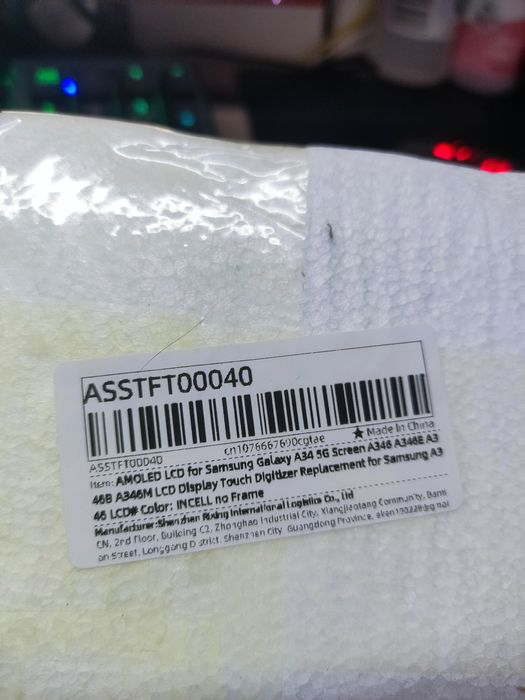 ASSTFT00040
ASSTFT00040
cn1076667600cgtae
★ Made in China
Item: AMOLED LCD for Samsung Galaxy A34 5G Screen A346 A346E A3
46B A346M LCD Display Touch Digitizer Replacement for Samsung A3
46 LCD# Color: INCELL no Frame
Manufacturer:Shenzhen International Logistics Co., Ltd
CN, 2nd Floor, Building C2, Zhonghao Industrial City, Xiangjiaotang Community, Bant
an Street, Longgang District, Shenzhen City, Guangdong Province,